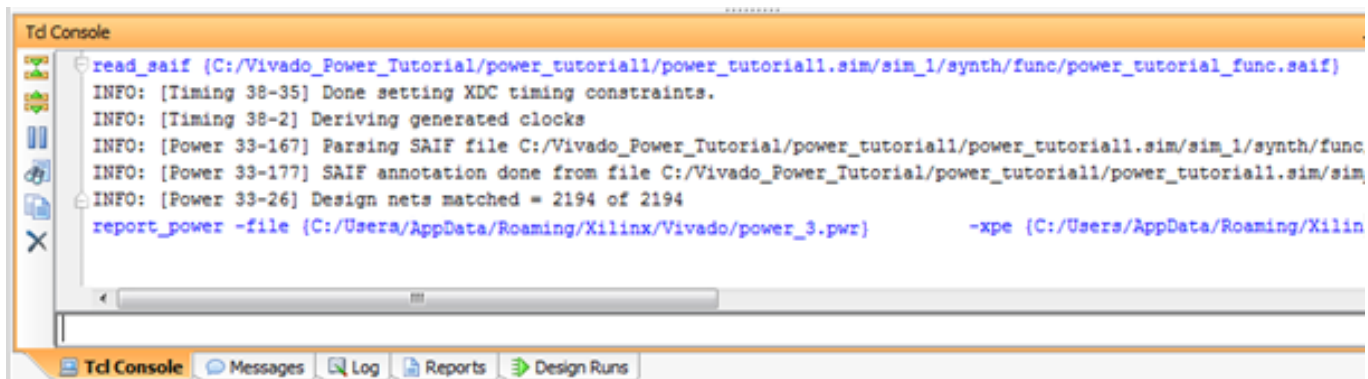 Tcl Console
read_saif {C:/Vivado_Power_Tutorial/power_tutorial1/power_tutorial1.sim/sim_1/synth/func/power_tutorial_func.saif}
INFO: [Timing 38-35] Done setting XDC timing constraints.
INFO: [Timing 38-2] Deriving generated clocks
INFO: [Power 33-167] Parsing SAIF file C:/Vivado_Power_Tutorial/power_tutorial1/power_tutorial1.sim/sim_1/synth/func/
INFO: [Power 33-177] SAIF annotation done from file C:/Vivado_Power_Tutorial/power_tutorial1/power_tutorial1.sim/sim_
INFO: [Power 33-26] Design nets matched = 2194 of 2194
report_power -file {C:/Users/AppData/Roaming/Xilinx/Vivado/power_3.pwr} -xpe {C:/Users/AppData/Roaming/Xilin
Tcl Console Messages Log Reports Design Runs